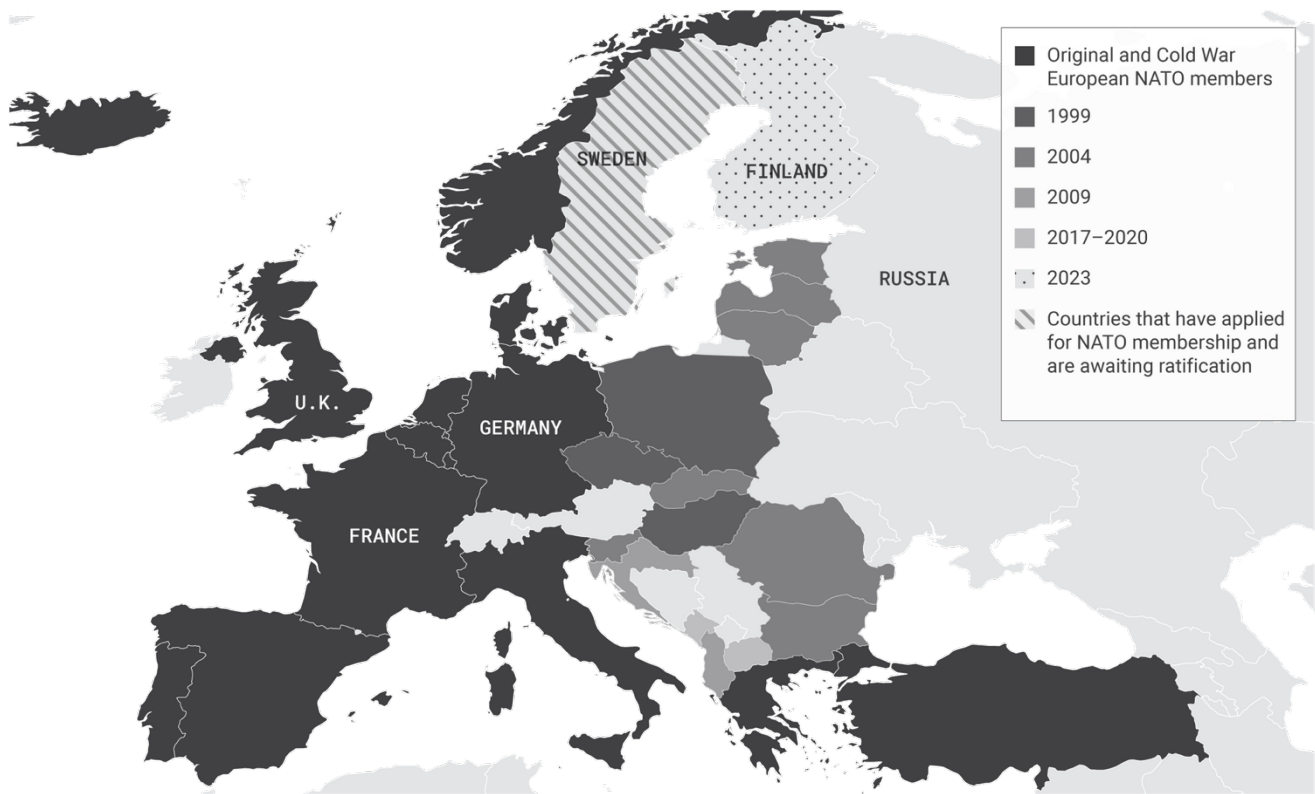 Original and Cold War
European NATO members
1999
2004
2009
2017–2020
2023
Countries that have applied
for NATO membership and
are awaiting ratification
SWEDEN
FINLAND
RUSSIA
U.K.
GERMANY
FRANCE